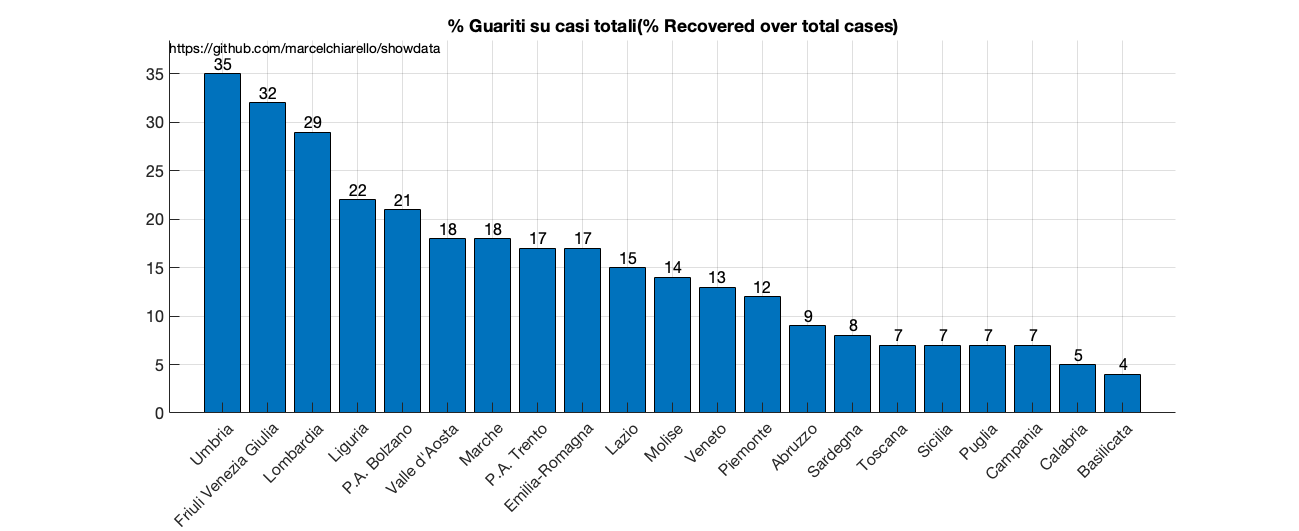 % Guariti su casi totali(% Recovered over total cases)
https://github.com/marcelchiarello/showdata
35
32
29
22
21
18
18
17
17
15
14
13
12
9
8
7
7
7
7
5
4
35
30
25
20
15
10
5
0
Umbria
Friuli Venezia Giulia
Lombardia
Liguria
P.A. Bolzano
Valle d'Aosta
Marche
P.A. Trento
Emilia-Romagna
Lazio
Molise
Veneto
Piemonte
Abruzzo
Sardegna
Toscana
Sicilia
Puglia
Campania
Calabria
Basilicata